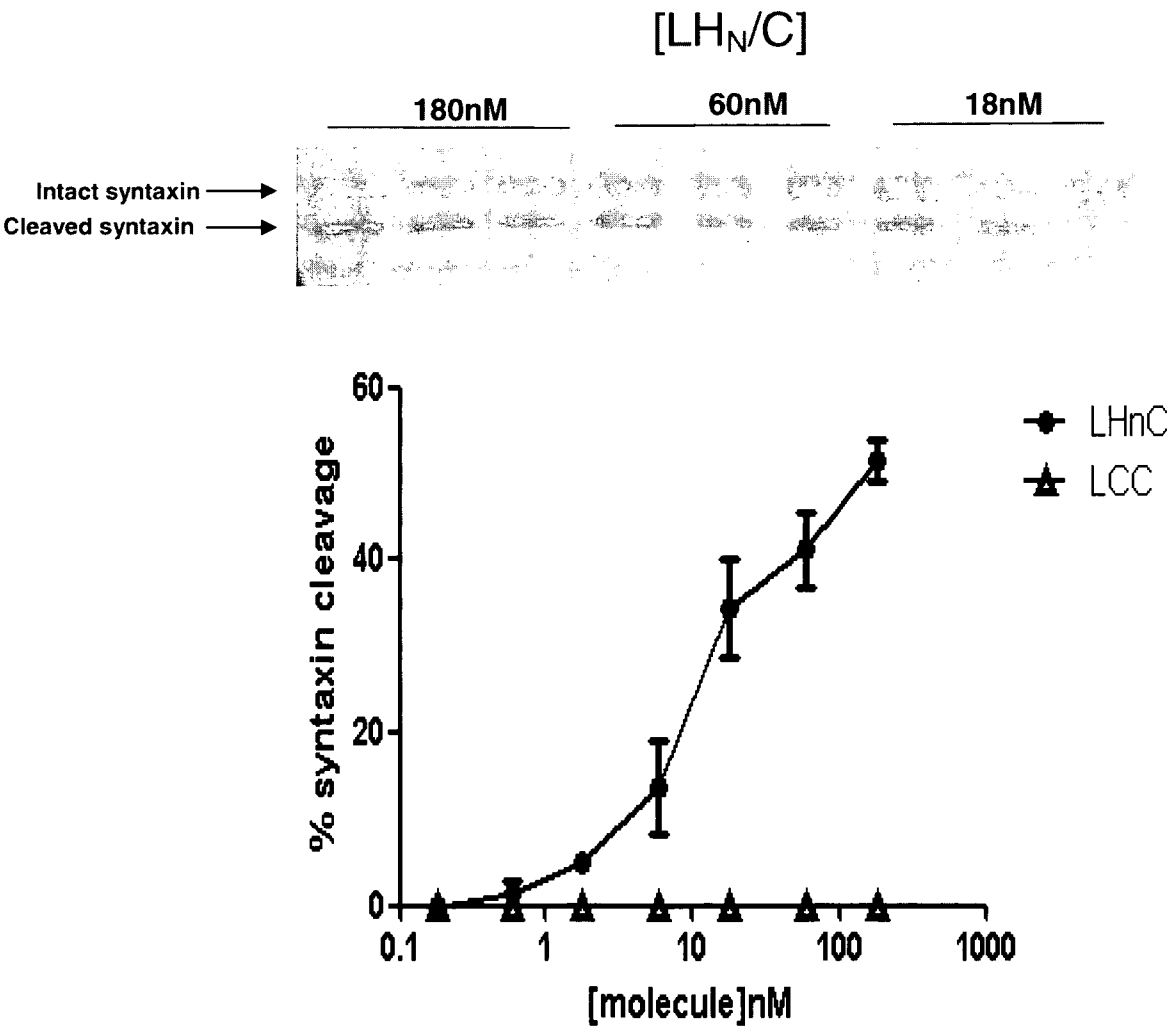 [LHN/C]
180nM 60nM 18nM
Intact syntaxin
Cleaved syntaxin
60
40
20
0
% syntaxin cleavage
0.1 1 10 100 1000
[molecule]nM
LHnC
LCC